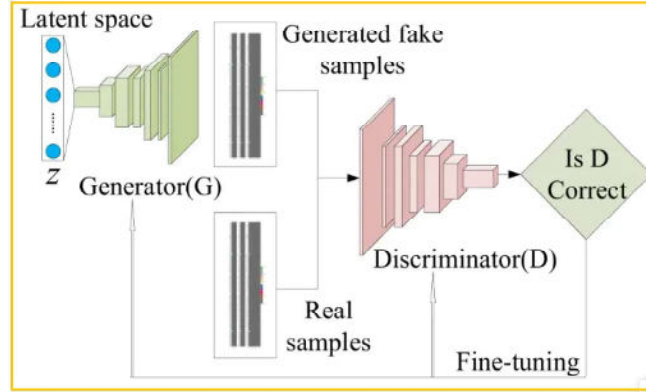 Latent space
Generated fake
samples
z
Generator(G)
Is D
Correct
Discriminator(D)
Real
samples
Fine-tuning